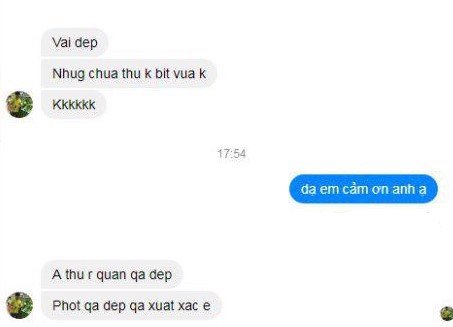 Vai dep
Nhug chua thu k bit vua k
Kkkkkk
17:54
dạ em cảm ơn anh ạ
A thu r quan qa dep
Phot qa dep qa xuat xac e